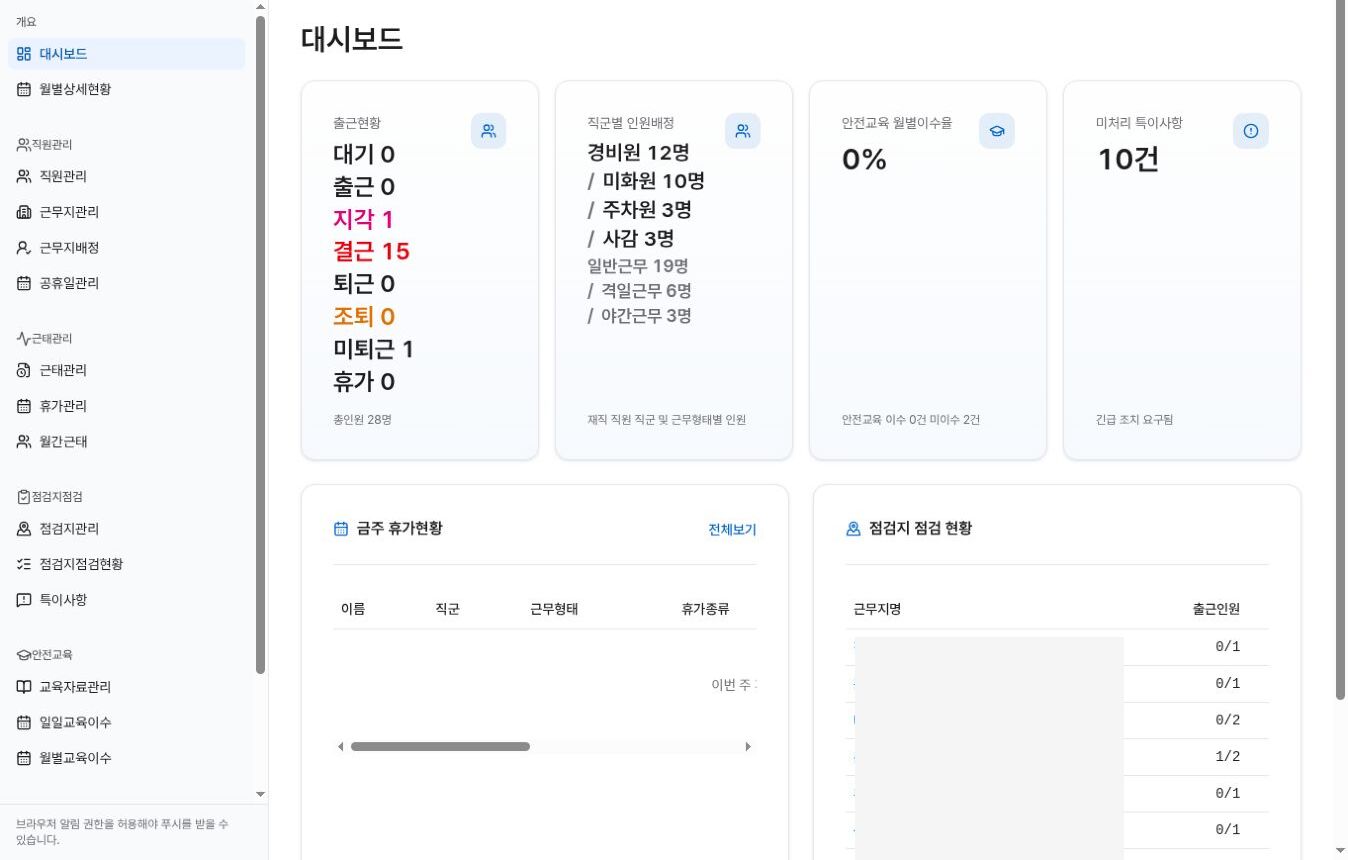 개요
대시보드
월별상세현황
직원관리
직원관리
근무지관리
근무지배정
공휴일관리
근태관리
근태관리
휴가관리
월간근태
점검지점검
점검지관리
점검지점검현황
특이사항
안전교육
교육자료관리
일일교육이수
월별교육이수
브라우저 알림 권한을 허용해야 푸시를 받을 수
있습니다.
대시보드
출근현황
대기 0
출근 0
지각 1
결근 15
퇴근 0
조퇴 0
미퇴근 1
휴가 0
총인원 28명
직군별 인원배정
경비원 12명
/ 미화원 10명
/ 주차원 3명
/ 사감 3명
일반근무 19명
/ 격일근무 6명
/ 야간근무 3명
재직 직원 직군 및 근무형태별 인원
안전교육 월별이수율
0%
안전교육 이수 0건 미이수 2건
미처리 특이사항
10건
긴급 조치 요구됨
금주 휴가현황
전체보기
이름 직군 근무형태 휴가종류
이번 주
점검지 점검 현황
근무지명 출근인원
0/1
0/1
0/2
1/2
0/1
0/1